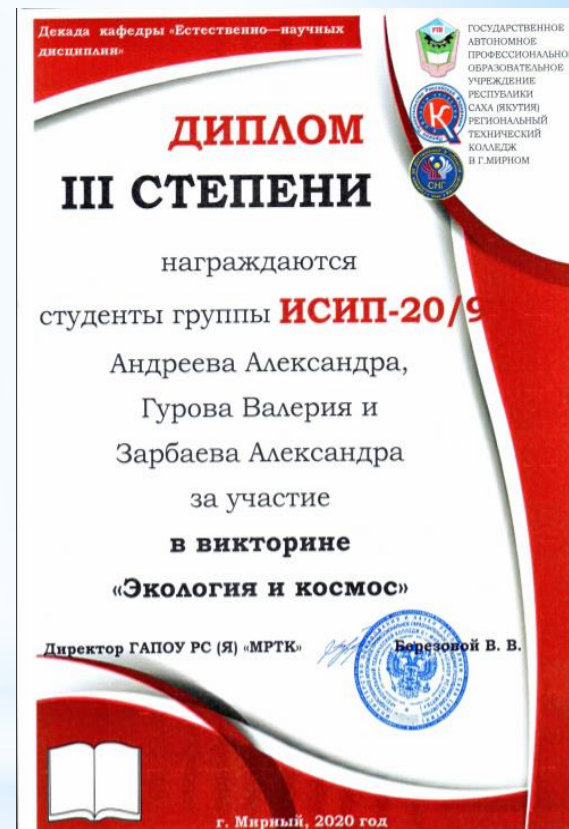 Декада кафедры «Естественно—научных
дисциплин»
ГОСУДАРСТВЕННОЕ
АВТОНОМНОЕ
ПРОФЕССИОНАЛЬНОЕ
ОБРАЗОВАТЕЛЬНОЕ
УЧРЕЖДЕНИЕ
РЕСПУБЛИКИ
САХА (ЯКУТИЯ)
РЕГИОНАЛЬНЫЙ
ТЕХНИЧЕСКИЙ
КОЛЛЕДЖ
В Г.МИРНОМ
РТК
СНГ
ДИПЛОМ
III СТЕПЕНИ
награждаются
студенты группы ИСИП-20/9
Андреева Александра,
Гурова Валерия и
Зарбаева Александра
за участие
в викторине
«Экология и космос»
Директор ГАПОУ РС (Я) «МРТК» Березовой В. В.
г. Мирный, 2020 год